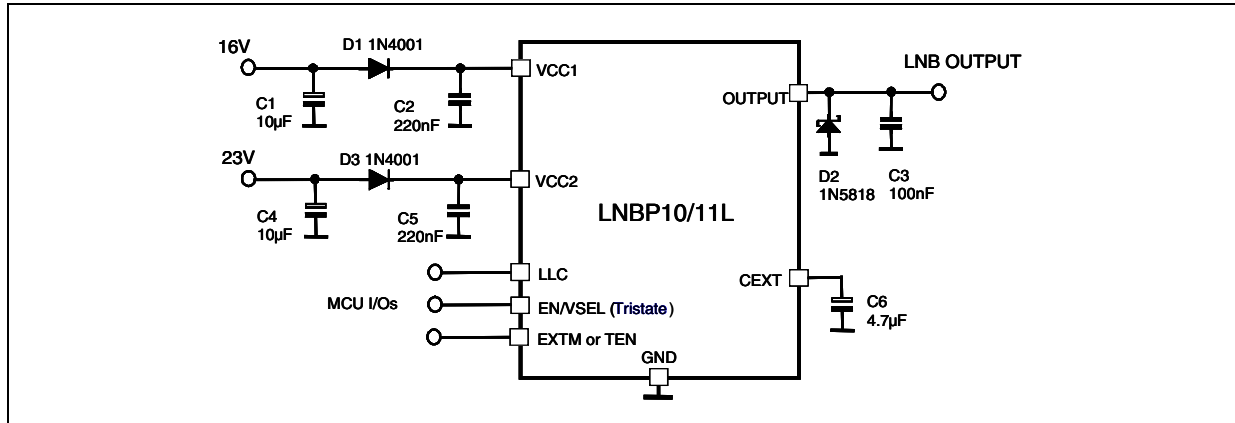 16V
D1 1N4001
VCC1
C1
10µF
C2
220nF
23V
D3 1N4001
VCC2
C4
10µF
C5
220nF
LLC
MCU I/Os
EN/VSEL (Tristate)
EXTM or TEN
LNBP10/11L
GND
OUTPUT
LNB OUTPUT
D2
1N5818
C3
100nF
CEXT
C6
4.7µF